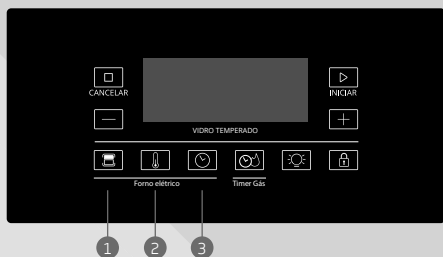 CANCELAR
INICIAR
VIDRO TEMPERADO
Forno elétrico
Timer Gás
1
2
3